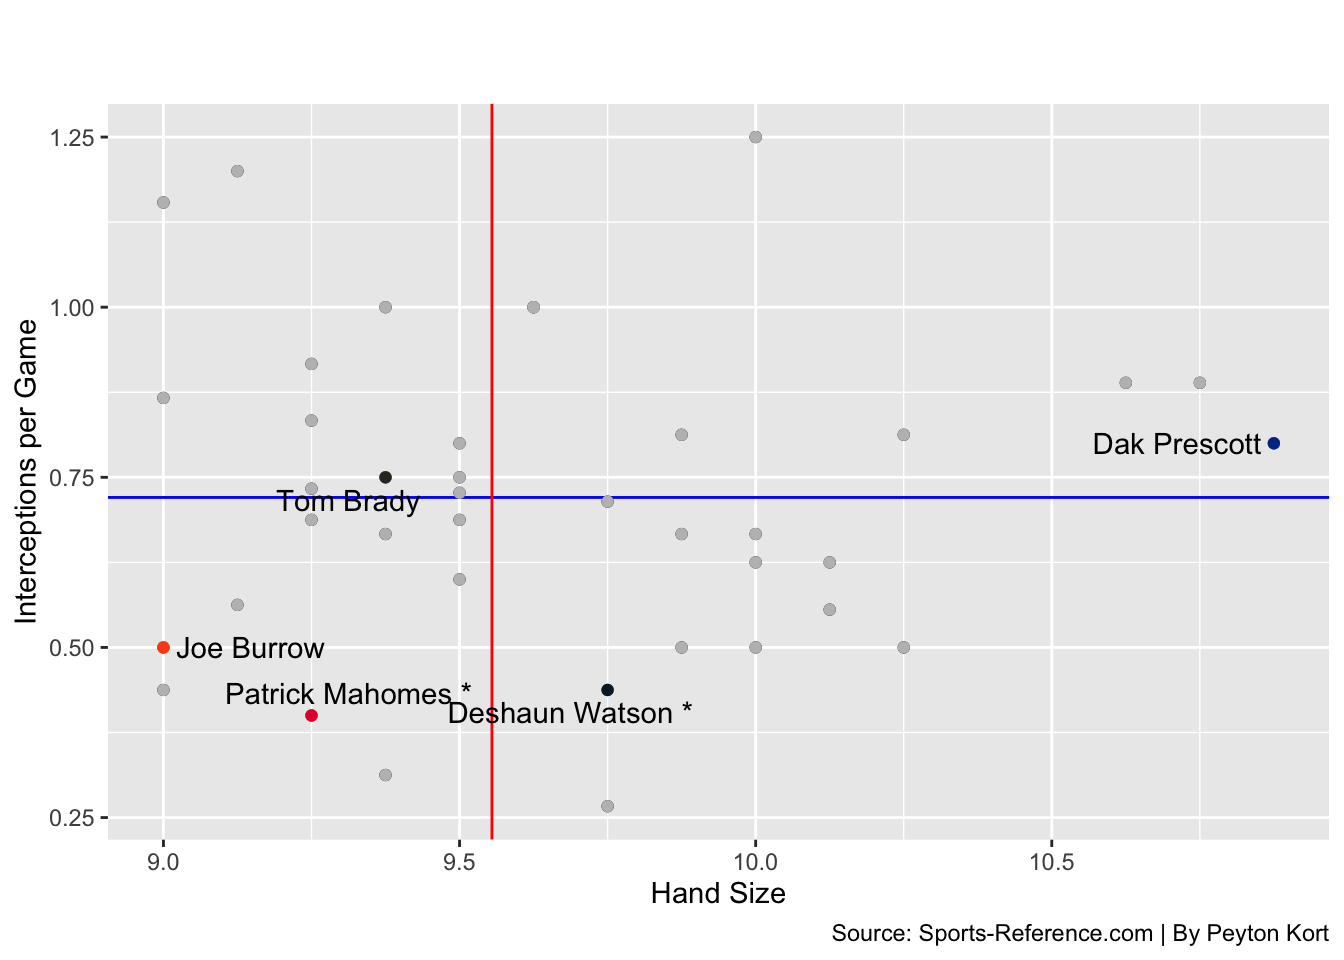 1.25
1.00
0.75
0.50
0.25
Interceptions per Game
Dak Prescott
Tom Brady
Joe Burrow
Patrick Mahomes *
Deshaun Watson *
9.0 9.5 10.0 10.5
Hand Size
Source: Sports-Reference.com | By Peyton Kort